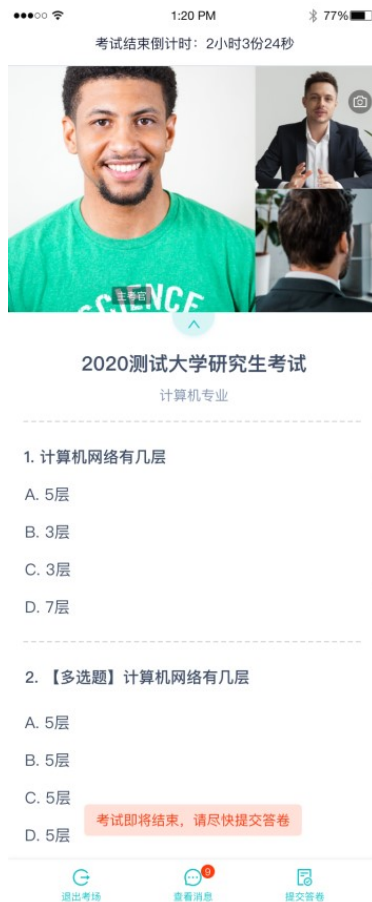 1:20 PM
77%
考试结束倒计时：2小时3份24秒
SCIENCE
主考官
2020测试大学研究生考试
计算机专业
1. 计算机网络有几层
A. 5层
B. 3层
C. 3层
D. 7层
2. 【多选题】计算机网络有几层
A. 5层
B. 5层
C. 5层
考试即将结束，请尽快提交答卷
D. 5层
9
退出考场
查看消息
提交答卷